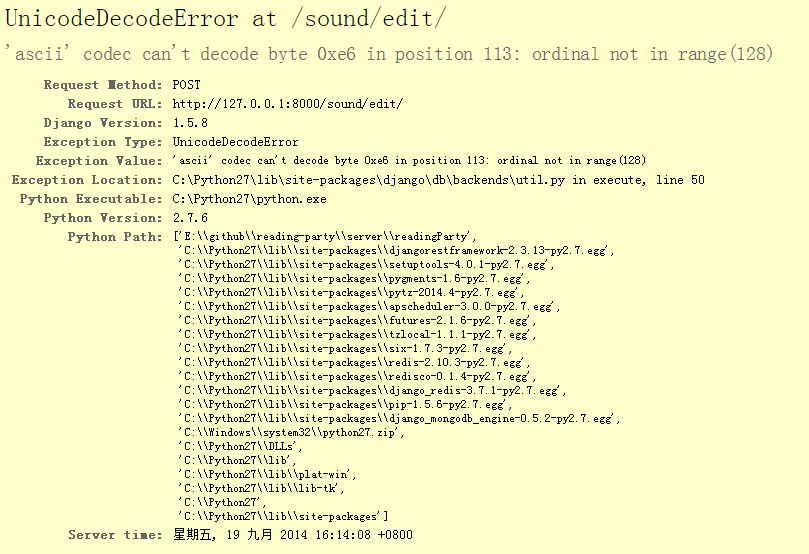 UnicodeDecodeError at /sound/edit/
'ascii' codec can't decode byte 0xe6 in position 113: ordinal not in range(128)
Request Method: POST
Request URL: http://127.0.0.1:8000/sound/edit/
Django Version: 1.5.8
Exception Type: UnicodeDecodeError
Exception Value: 'ascii' codec can't decode byte 0xe6 in position 113: ordinal not in range(128)
Exception Location: C:\Python27\lib\site-packages\django\db\backends\util.py in execute, line 50
Python Executable: C:\Python27\python.exe
Python Version: 2.7.6
Python Path: ['E:\\github\\reading-party\\server\\readingParty',
'C:\\Python27\\lib\\site-packages\\djangorestframework-2.3.13-py2.7.egg',
'C:\\Python27\\lib\\site-packages\\setuptools-4.0.1-py2.7.egg',
'C:\\Python27\\lib\\site-packages\\pygments-1.6-py2.7.egg',
'C:\\Python27\\lib\\site-packages\\pytz-2014.4-py2.7.egg',
'C:\\Python27\\lib\\site-packages\\apscheduler-3.0.0-py2.7.egg',
'C:\\Python27\\lib\\site-packages\\futures-2.1.6-py2.7.egg',
'C:\\Python27\\lib\\site-packages\\tzlocal-1.1.1-py2.7.egg',
'C:\\Python27\\lib\\site-packages\\six-1.7.3-py2.7.egg',
'C:\\Python27\\lib\\site-packages\\redis-2.10.3-py2.7.egg',
'C:\\Python27\\lib\\site-packages\\redisco-0.1.4-py2.7.egg',
'C:\\Python27\\lib\\site-packages\\django_redis-3.7.1-py2.7.egg',
'C:\\Python27\\lib\\site-packages\\pip-1.5.6-py2.7.egg',
'C:\\Python27\\lib\\site-packages\\django_mongodb_engine-0.5.2-py2.7.egg',
'C:\\Windows\\system32\\python27.zip',
'C:\\Python27\\DLLs',
'C:\\Python27\\lib',
'C:\\Python27\\lib\\plat-win',
'C:\\Python27\\lib\\lib-tk',
'C:\\Python27',
'C:\\Python27\\lib\\site-packages']
Server time: 星期五, 19 九月 2014 16:14:08 +0800